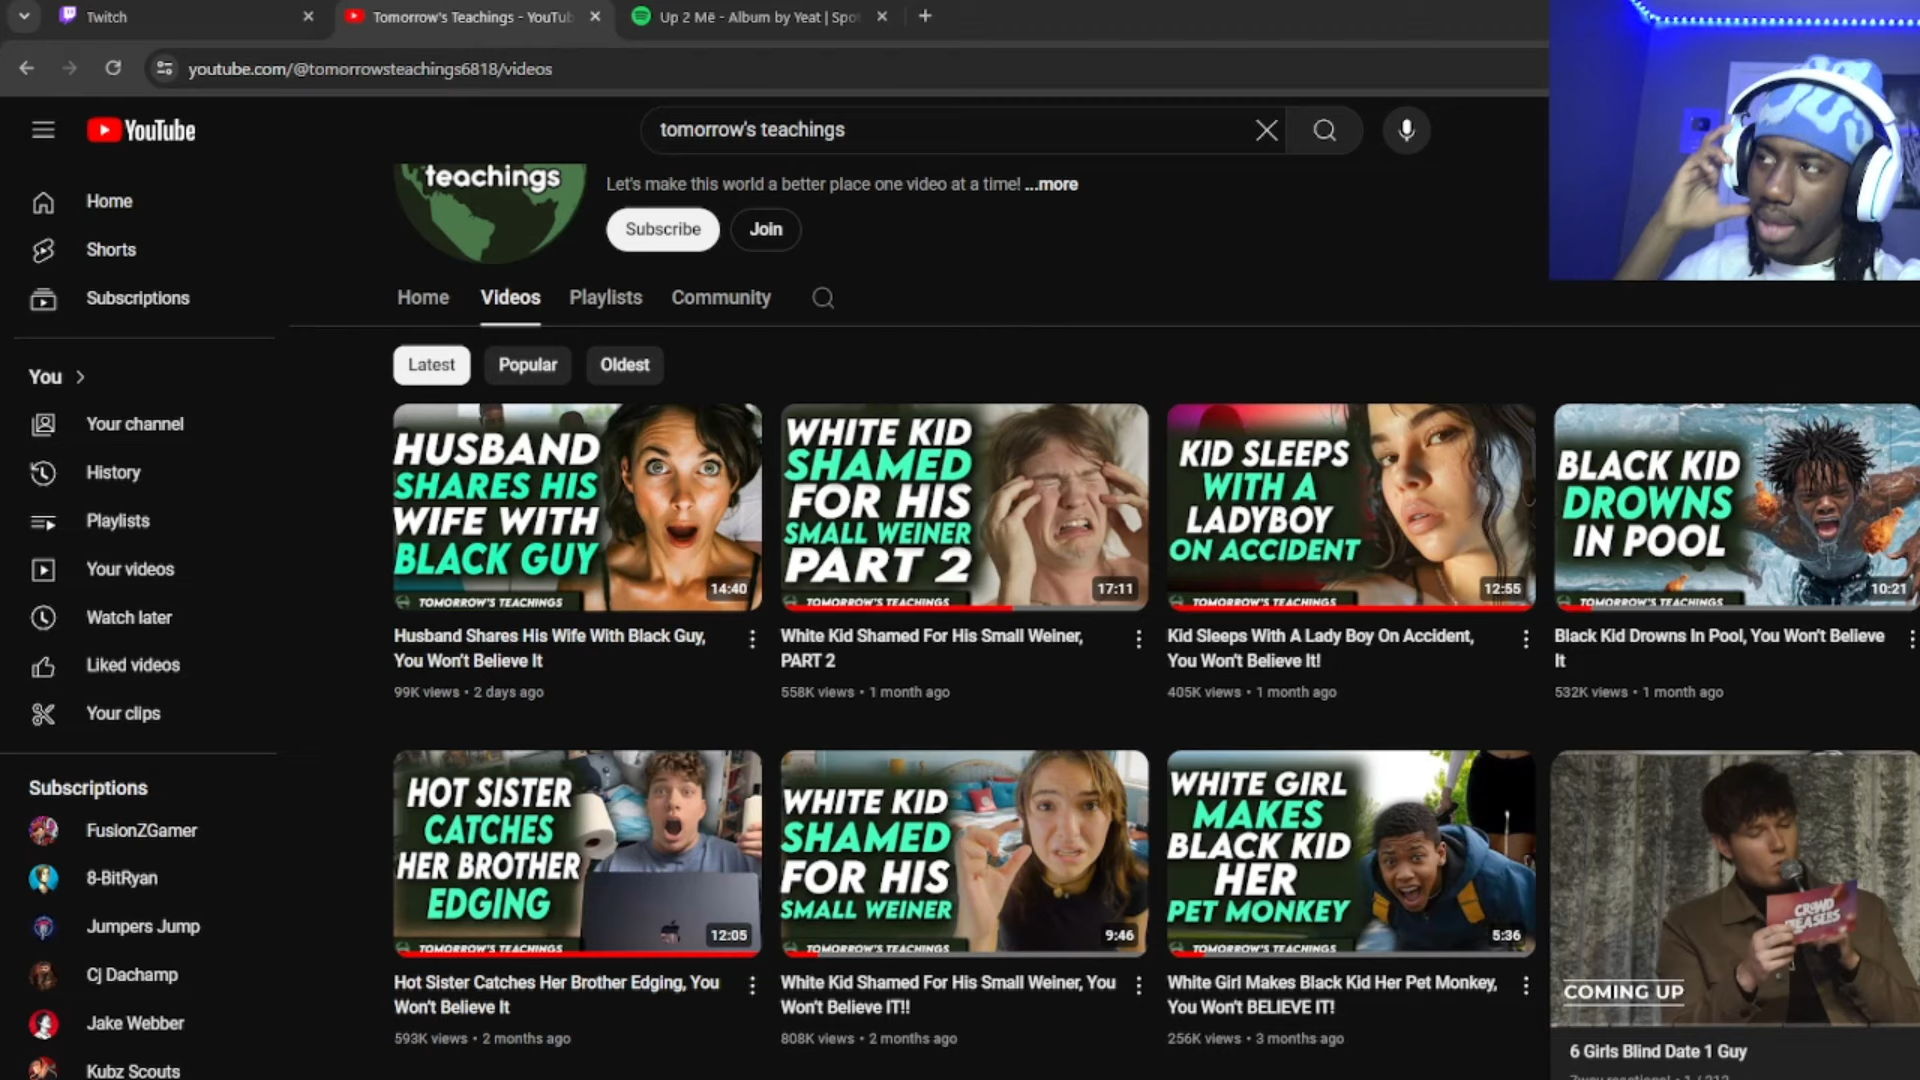 Twitch
Tomorrow's Teachings - YouTub
Up 2 Më - Album by Yeat | Spo
youtube.com/@tomorrowsteachings6818/videos
YouTube
tomorrow's teachings
Home
Shorts
Subscriptions
You
Your channel
History
Playlists
Your videos
Watch later
Liked videos
Your clips
Subscriptions
FusionZGamer
8-BitRyan
Jumpers Jump
Cj Dachamp
Jake Webber
Kubz Scouts
teachings
Let's make this world a better place one video at a time! ...more
Subscribe
Join
Home
Videos
Playlists
Community
Latest
Popular
Oldest
HUSBAND
SHARES HIS
WIFE WITH
BLACK GUY
14:40
TOMORROW'S TEACHINGS
Husband Shares His Wife With Black Guy,
You Won't Believe It
99K views • 2 days ago
WHITE KID
SHAMED
FOR HIS
SMALL WEINER
PART 2
17:11
TOMORROW'S TEACHINGS
White Kid Shamed For His Small Weiner,
PART 2
558K views • 1 month ago
KID SLEEPS
WITH A
LADYBOY
ON ACCIDENT
12:55
TOMORROW'S TEACHINGS
Kid Sleeps With A Lady Boy On Accident,
You Won't Believe It!
405K views • 1 month ago
BLACK KID
DROWNS
IN POOL
10:21
TOMORROW'S TEACHINGS
Black Kid Drowns In Pool, You Won't Believe
It
532K views • 1 month ago
HOT SISTER
CATCHES
HER BROTHER
EDGING
12:05
TOMORROW'S TEACHINGS
Hot Sister Catches Her Brother Edging, You
Won't Believe It
593K views • 2 months ago
WHITE KID
SHAMED
FOR HIS
SMALL WEINER
9:46
TOMORROW'S TEACHINGS
White Kid Shamed For His Small Weiner, You
Won't Believe IT!!
808K views • 2 months ago
WHITE GIRL
MAKES
BLACK KID
HER
PET MONKEY
5:36
TOMORROW'S TEACHINGS
White Girl Makes Black Kid Her Pet Monkey,
You Won't BELIEVE IT!
256K views • 3 months ago
CROWD
PLEASERS
COMING UP
6 Girls Blind Date 1 Guy